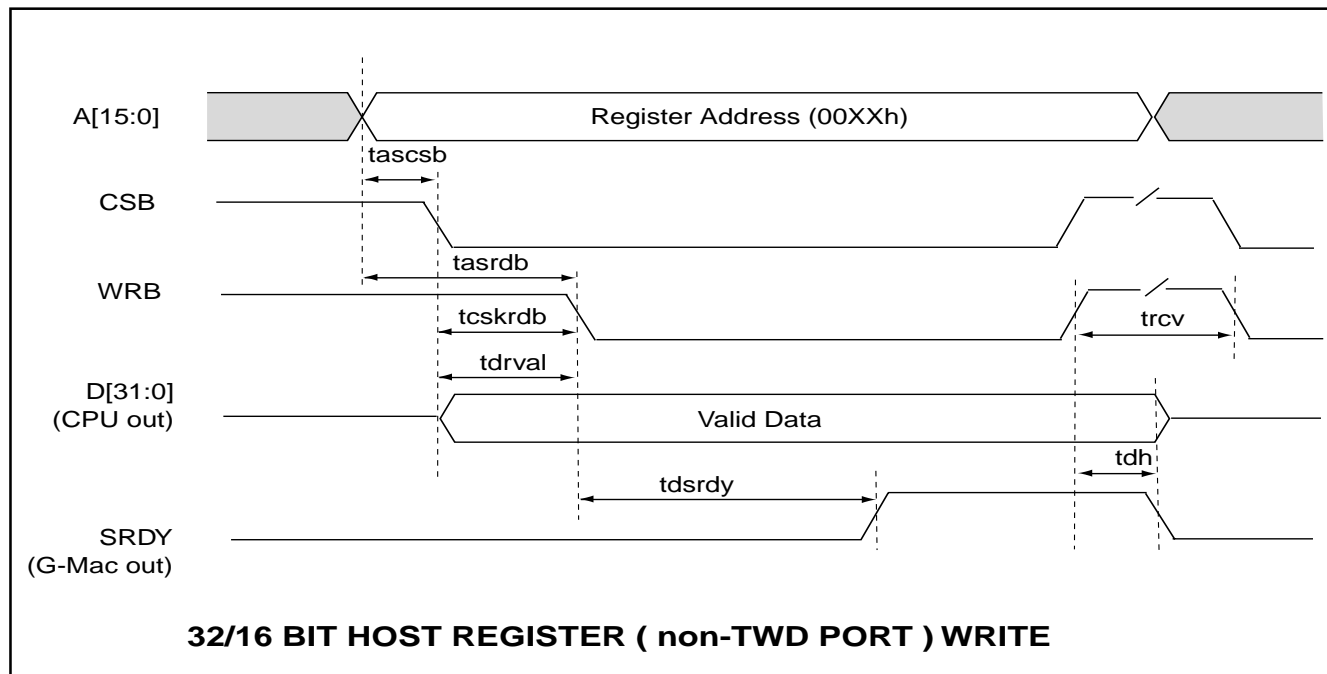 A[15:0]
Register Address (00XXh)
tascsb
CSB
tasrdb
WRB
tcskrdb
trcv
tdrval
D[31:0]
(CPU out)
Valid Data
tdh
tdsrdy
SRDY
(G-Mac out)
32/16 BIT HOST REGISTER ( non-TWD PORT ) WRITE